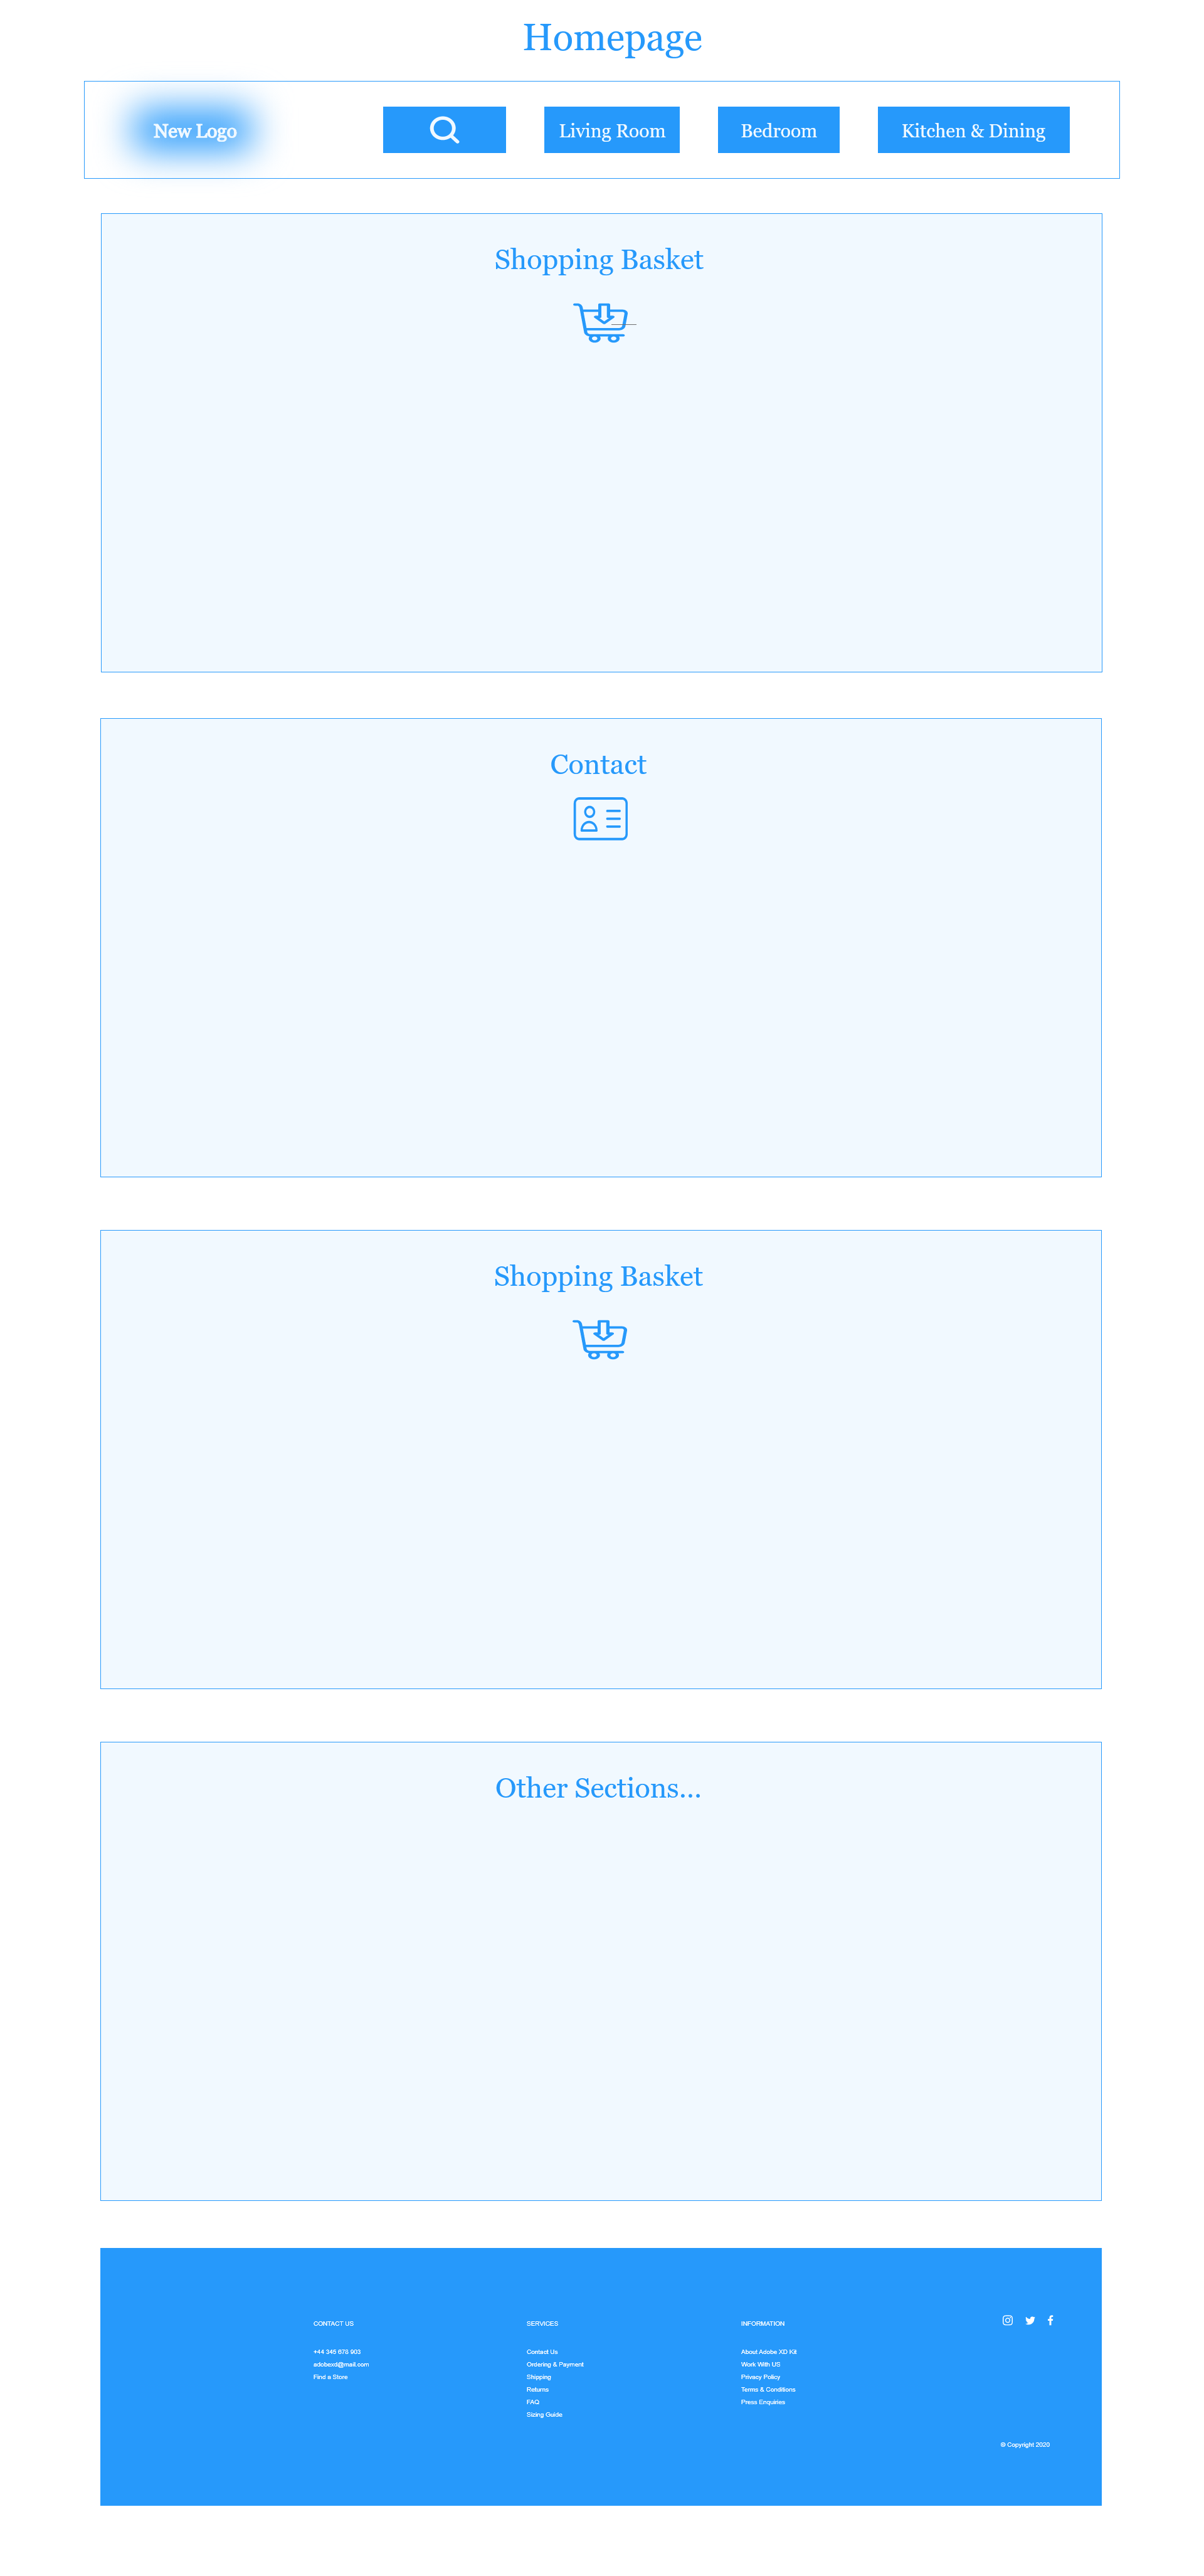 Homepage
New Logo
Living Room
Bedroom
Kitchen & Dining
Shopping Basket
Contact
Shopping Basket
Other Sections...
CONTACT US
+44 345 678 903
adobexd@mail.com
Find a Store
SERVICES
Contact Us
Ordering & Payment
Shipping
Returns
FAQ
Sizing Guide
INFORMATION
About Adobe XD Kit
Work With US
Privacy Policy
Terms & Conditions
Press Enquiries
© Copyright 2020